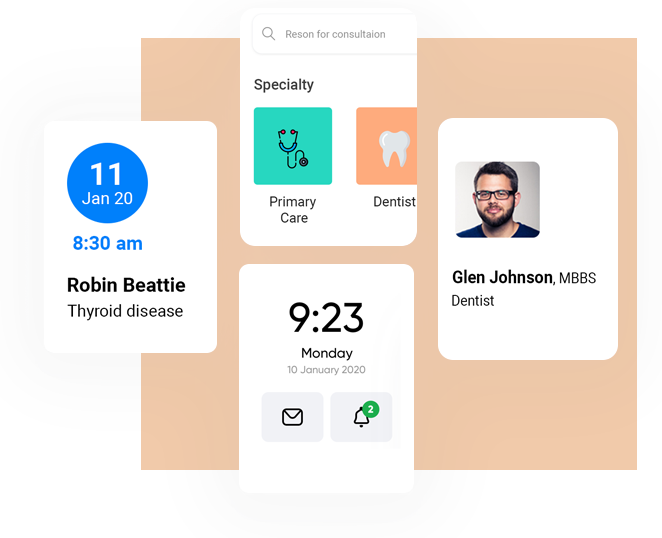 Reson for consultaion
Specialty
Primary
Care
Dentist
11
Jan 20
8:30 am
Robin Beattie
Thyroid disease
9:23
Monday
10 January 2020
2
Glen Johnson, MBBS
Dentist